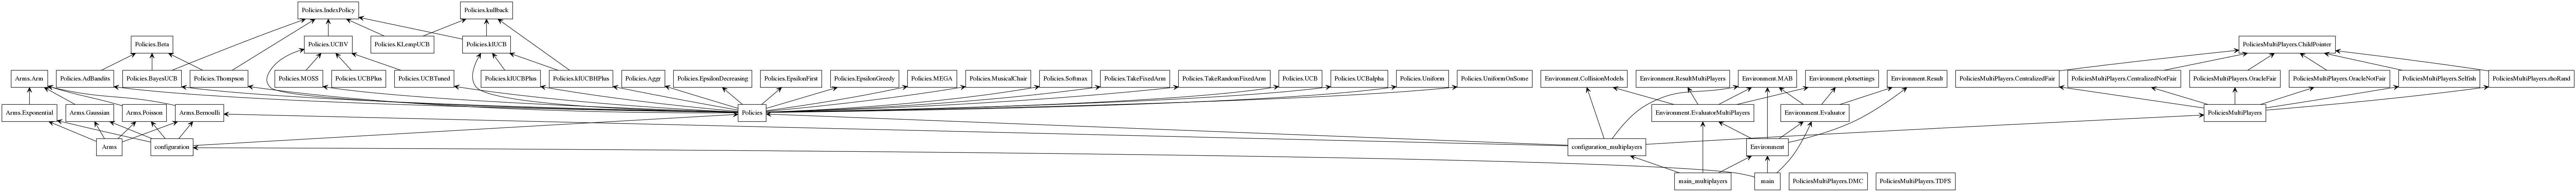 Policies.IndexPolicy
Policies.kullback
Policies.Beta
Policies.UCBV
Policies.KLempUCB
Policies.klUCB
PoliciesMultiPlayers.ChildPointer
Arms.Arm
Policies.AdBandits
Policies.BayesUCB
Policies.Thompson
Policies.MOSS
Policies.UCBPlus
Policies.UCBTuned
Policies.klUCBPlus
Policies.klUCBHPlus
Policies.Aggr
Policies.EpsilonDecreasing
Policies.EpsilonFirst
Policies.EpsilonGreedy
Policies.MEGA
Policies.MusicalChair
Policies.Softmax
Policies.TakeFixedArm
Policies.TakeRandomFixedArm
Policies.UCB
Policies.UCBalpha
Policies.Uniform
Policies.UniformOnSome
Environment.CollisionModels
Environment.ResultMultiPlayers
Environment.MAB
Environment.plotsettings
Environment.Result
PoliciesMultiPlayers.CentralizedFair
PoliciesMultiPlayers.CentralizedNotFair
PoliciesMultiPlayers.OracleFair
PoliciesMultiPlayers.OracleNotFair
PoliciesMultiPlayers.Selfish
PoliciesMultiPlayers.rhoRand
Arms.Exponential
Arms.Gaussian
Arms.Poisson
Arms.Bernoulli
Policies
Environment.EvaluatorMultiPlayers
Environment.Evaluator
PoliciesMultiPlayers
Arms
configuration
configuration_multiplayers
Environment
main_multiplayers
main
PoliciesMultiPlayers.DMC
PoliciesMultiPlayers.TDFS